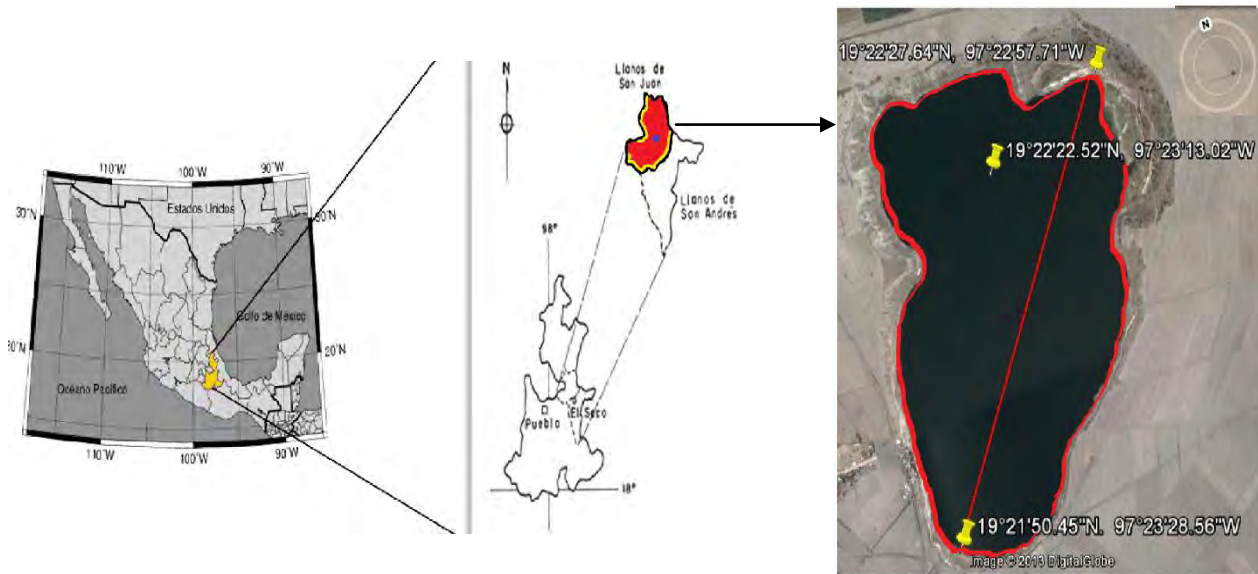 110°W
100°W
90°W
Estados Unidos
30°N
30°N
Golfo de México
20°N
20°N
Océano Pacífico
110°W
100°W
90°W
N
Llanos de
San Juan
Llanos de
San Andrés
98°
El Seco
Puebla
18°
N
19°22'27.64"N, 97°22'57.71"W
19°22'22.52"N, 97°23'13.02"W
19°21'50.45"N. 97°23'28.56"W
Image © 2013 DigitalGlobe